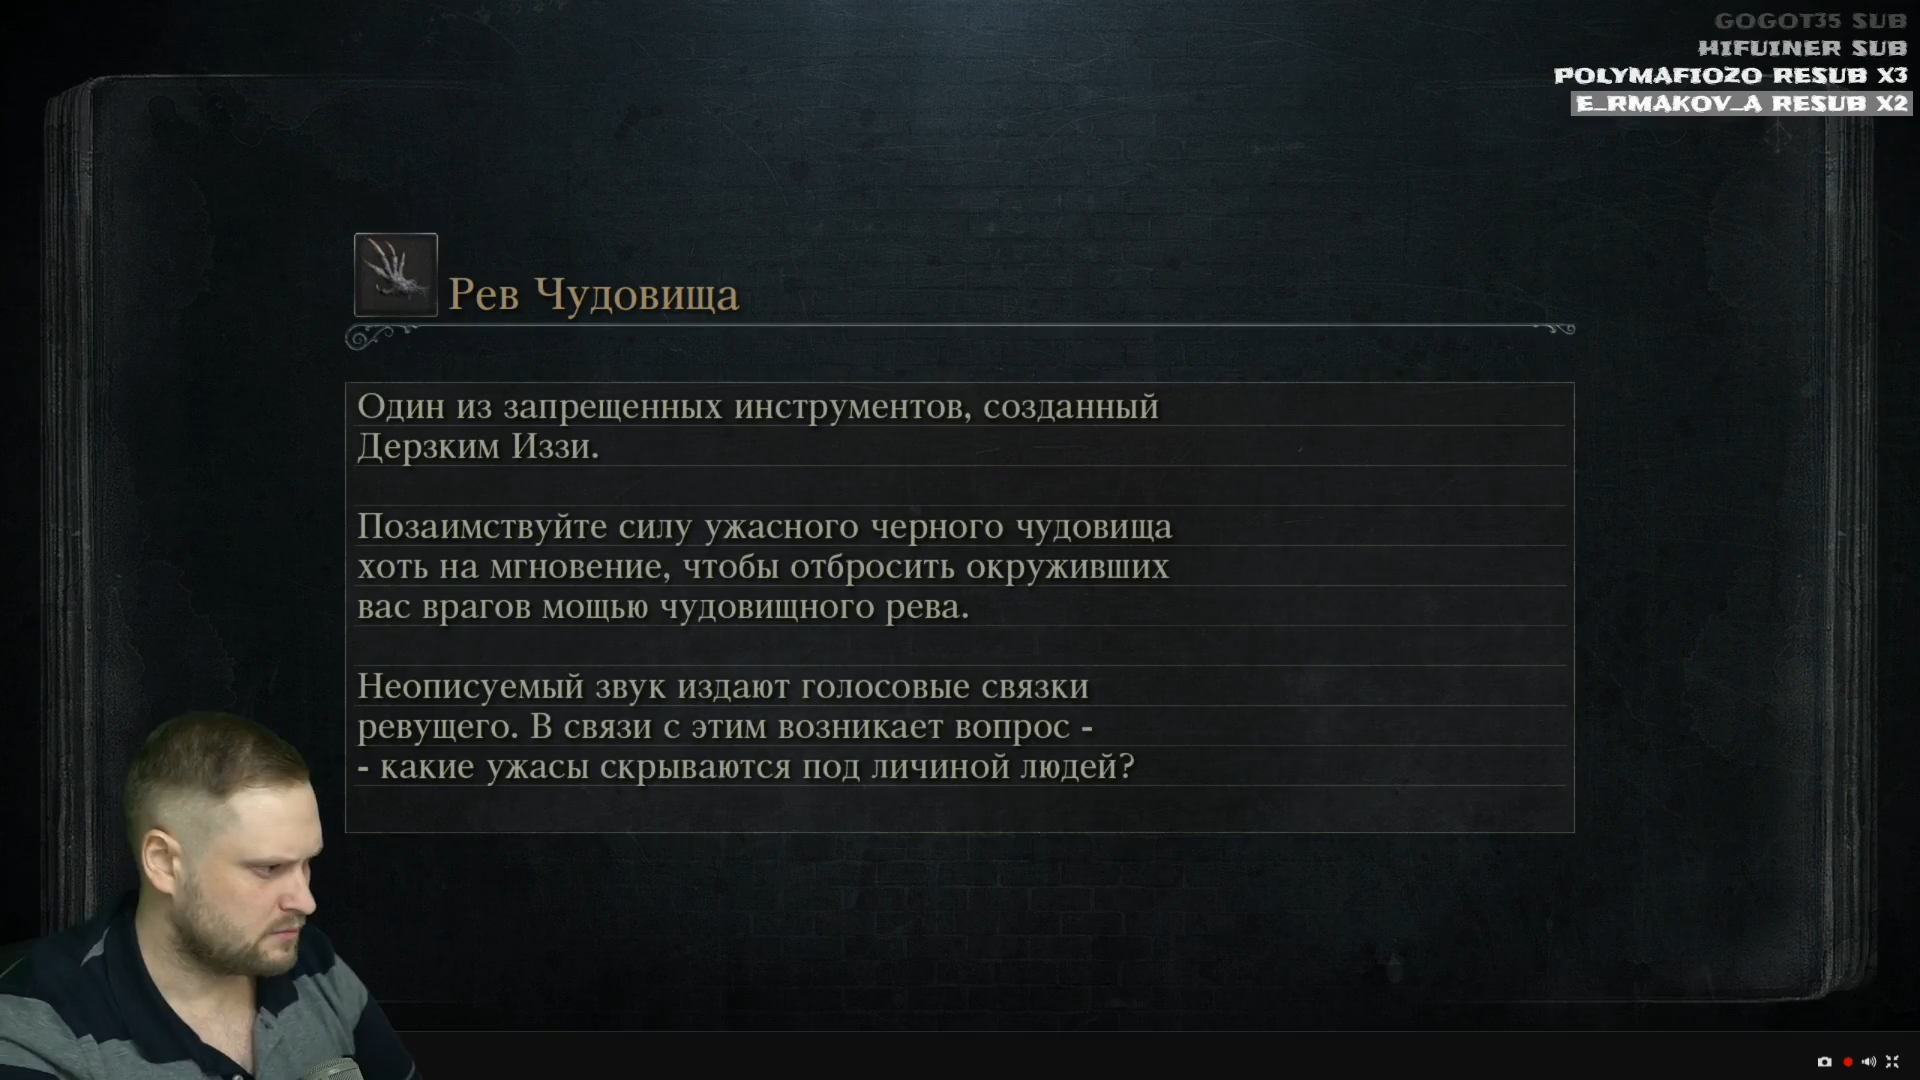 GOGOT35 SUB
HIFUINER SUB
POLYMAFIOZO RESUB X3
E_RMAKOV_A RESUB X2
Рев Чудовища
Один из запрещенных инструментов, созданный
Дерзким Иззи.
Позаимствуйте силу ужасного черного чудовища
хоть на мгновение, чтобы отбросить окруживших
вас врагов мощью чудовищного рева.
Неописуемый звук издают голосовые связки
ревущего. В связи с этим возникает вопрос -
- какие ужасы скрываются под личиной людей?